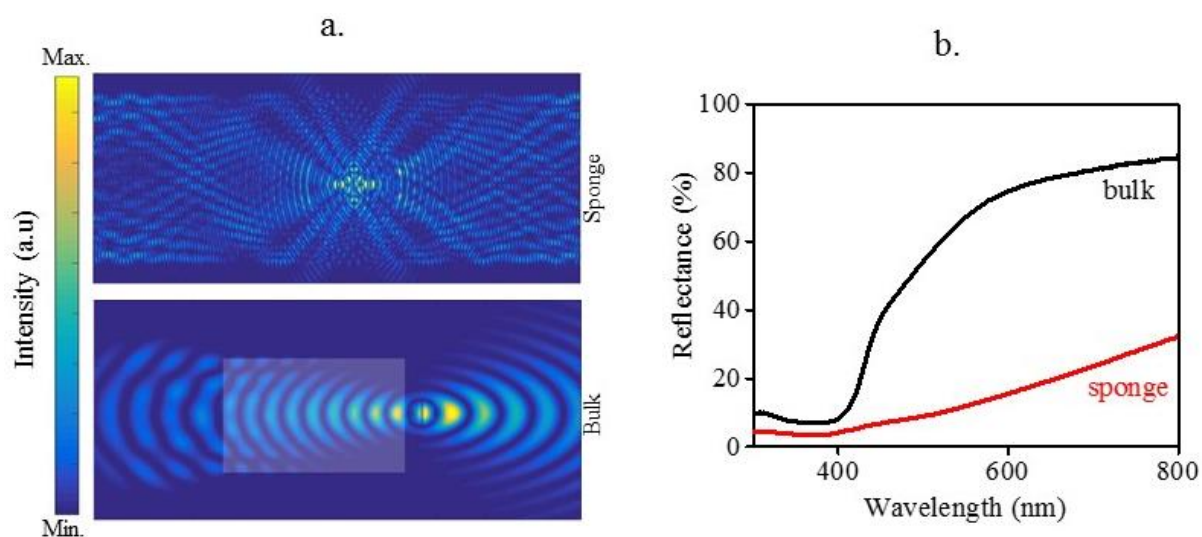 a.
Max.
Intensity (a.u)
Min.
Sponge
Bulk
b.
Reflectance (%)
100
80
60
40
20
0
bulk
sponge
400
600
800
Wavelength (nm)